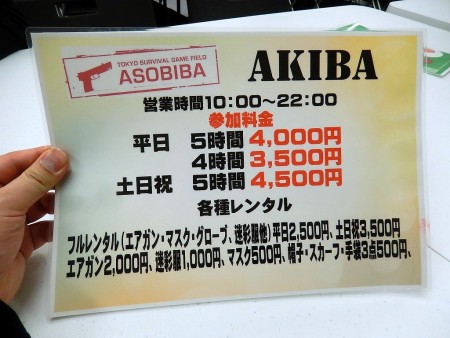 TOKYO SURVIVAL GAME FIELD
ASOBIBA
AKIBA
営業時間10:00～22:00
参加料金
平日 5時間 4,000円
4時間 3,500円
土日祝 5時間 4,500円
各種レンタル
フルレンタル(エアガン・マスク・グローブ、迷彩服他)平日2,500円、土日祝3,500円
エアガン2,000円、迷彩服1,000円、マスク500円、帽子・スカーフ・手袋3点500円、